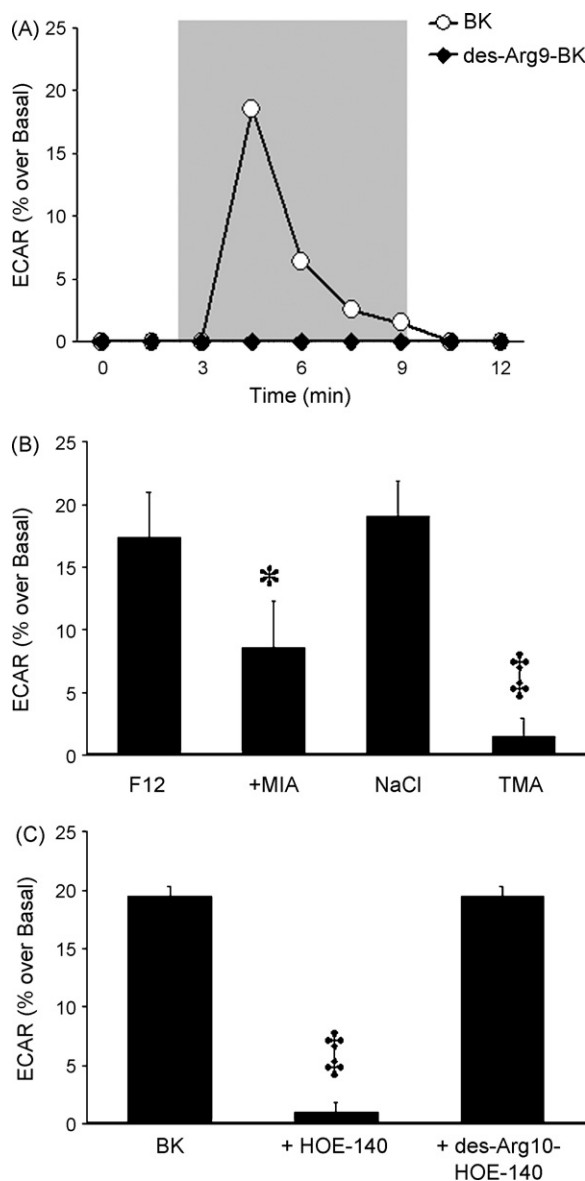 (A)
BK
des-Arg9-BK
ECAR (% over Basal)
25
20
15
10
5
0
0 3 6 9 12
Time (min)
(B)
ECAR (% over Basal)
25
20
15
10
5
0
F12 +MIA NaCl TMA
*
‡
(C)
ECAR (% over Basal)
25
20
15
10
5
0
‡
BK + HOE-140 + des-Arg10-
HOE-140